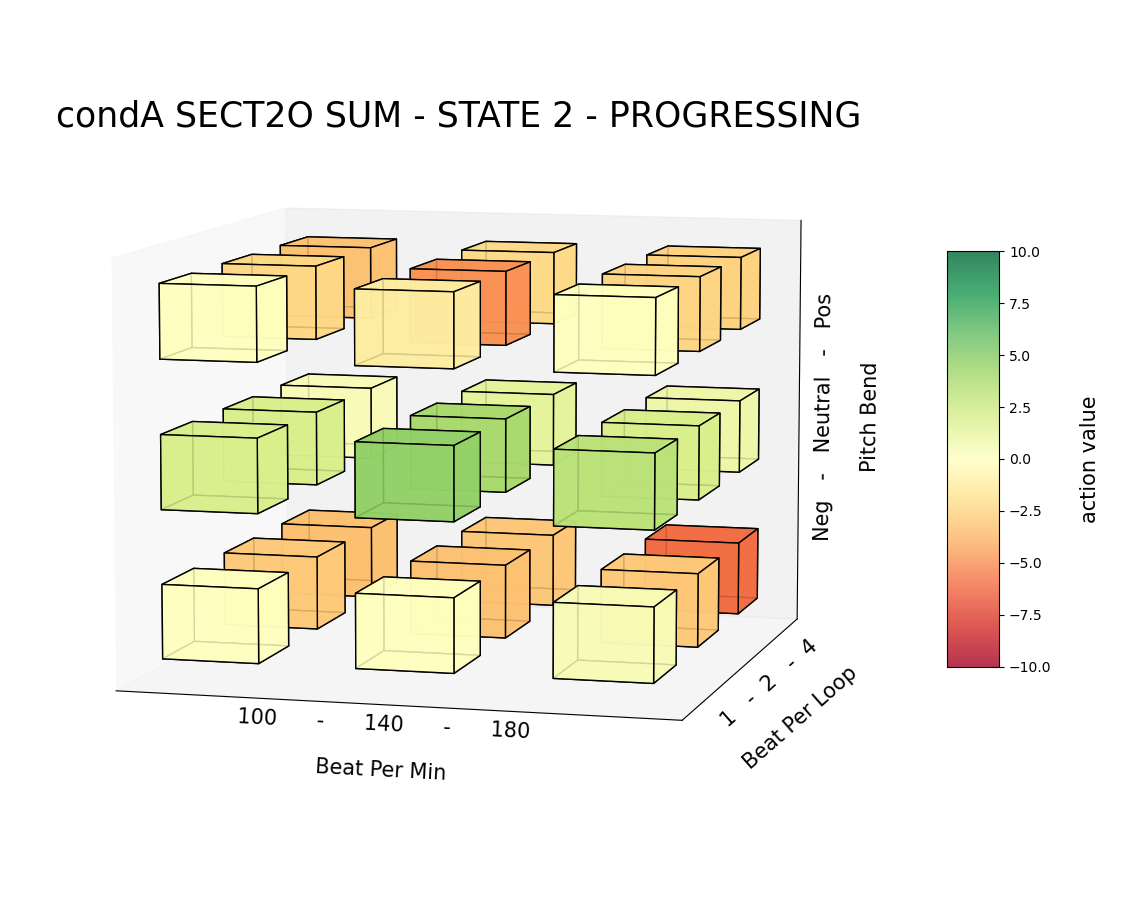 condA SECT2O SUM - STATE 2 - PROGRESSING
Neg - Neutral - Pos
Pitch Bend
100 - 140 - 180
Beat Per Min
1 - 2 - 4
Beat Per Loop
10.0
7.5
5.0
2.5
0.0
−2.5
−5.0
−7.5
−10.0
action value